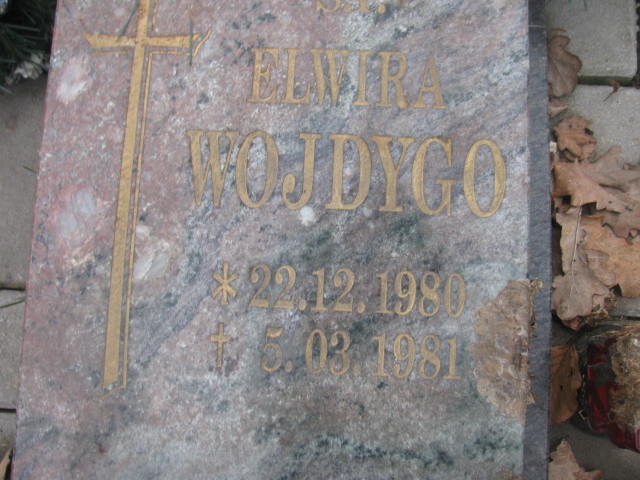 Ś.P.
ELWIRA
WOJDYGO
* 22.12.1980
† 5.03.1981